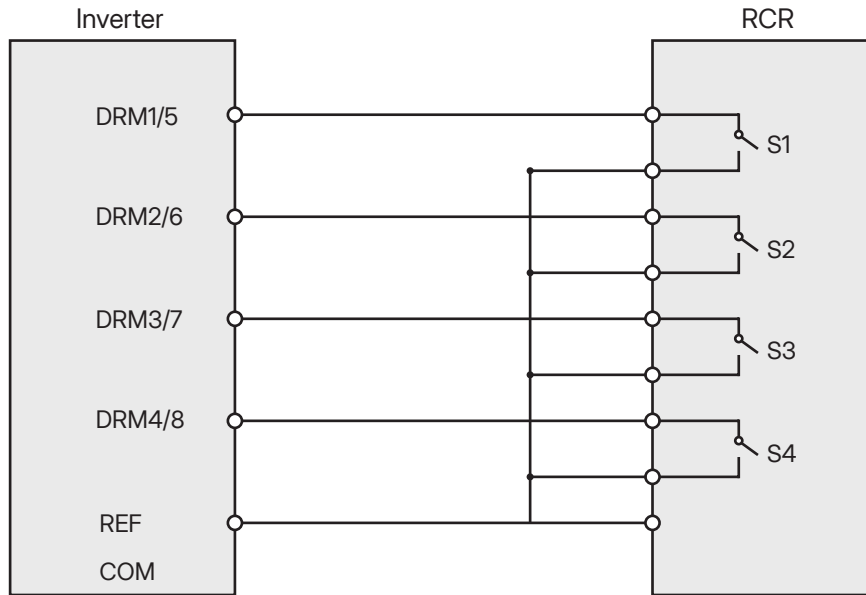 Inverter
RCR
DRM1/5
S1
DRM2/6
S2
DRM3/7
S3
DRM4/8
S4
REF
COM